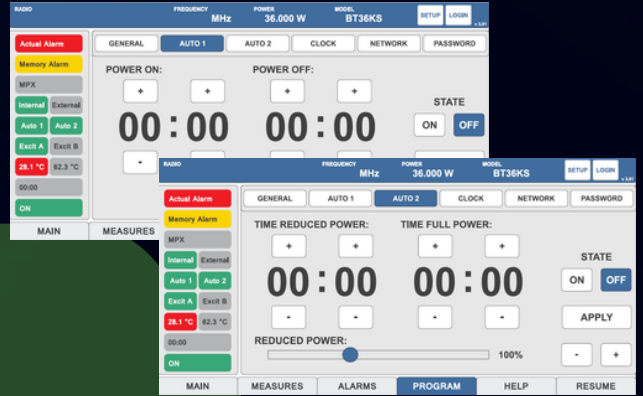 RADIO FREQUENCY POWER MODEL
MHz 36.000 W BT36KS SETUP LOGIN
v 5.01
Actual Alarm GENERAL AUTO 1 AUTO 2 CLOCK NETWORK PASSWORD
Memory Alarm POWER ON: POWER OFF:
MPX + + + +
Internal External STATE
Auto 1 Auto 2 00 : 00 00 : 00 ON OFF
Excit A Excit B
28.1 °C 62.3 °C -
00:00
ON
MAIN MEASURES
RADIO FREQUENCY POWER MODEL
MHz 36.000 W BT36KS SETUP LOGIN
v 5.01
Actual Alarm GENERAL AUTO 1 AUTO 2 CLOCK NETWORK PASSWORD
Memory Alarm TIME REDUCED POWER: TIME FULL POWER:
MPX + + + +
Internal External STATE
Auto 1 Auto 2 00 : 00 00 : 00 ON OFF
Excit A Excit B
28.1 °C 62.3 °C - - - - APPLY
00:00 REDUCED POWER:
ON 100% - +
MAIN MEASURES ALARMS PROGRAM HELP RESUME